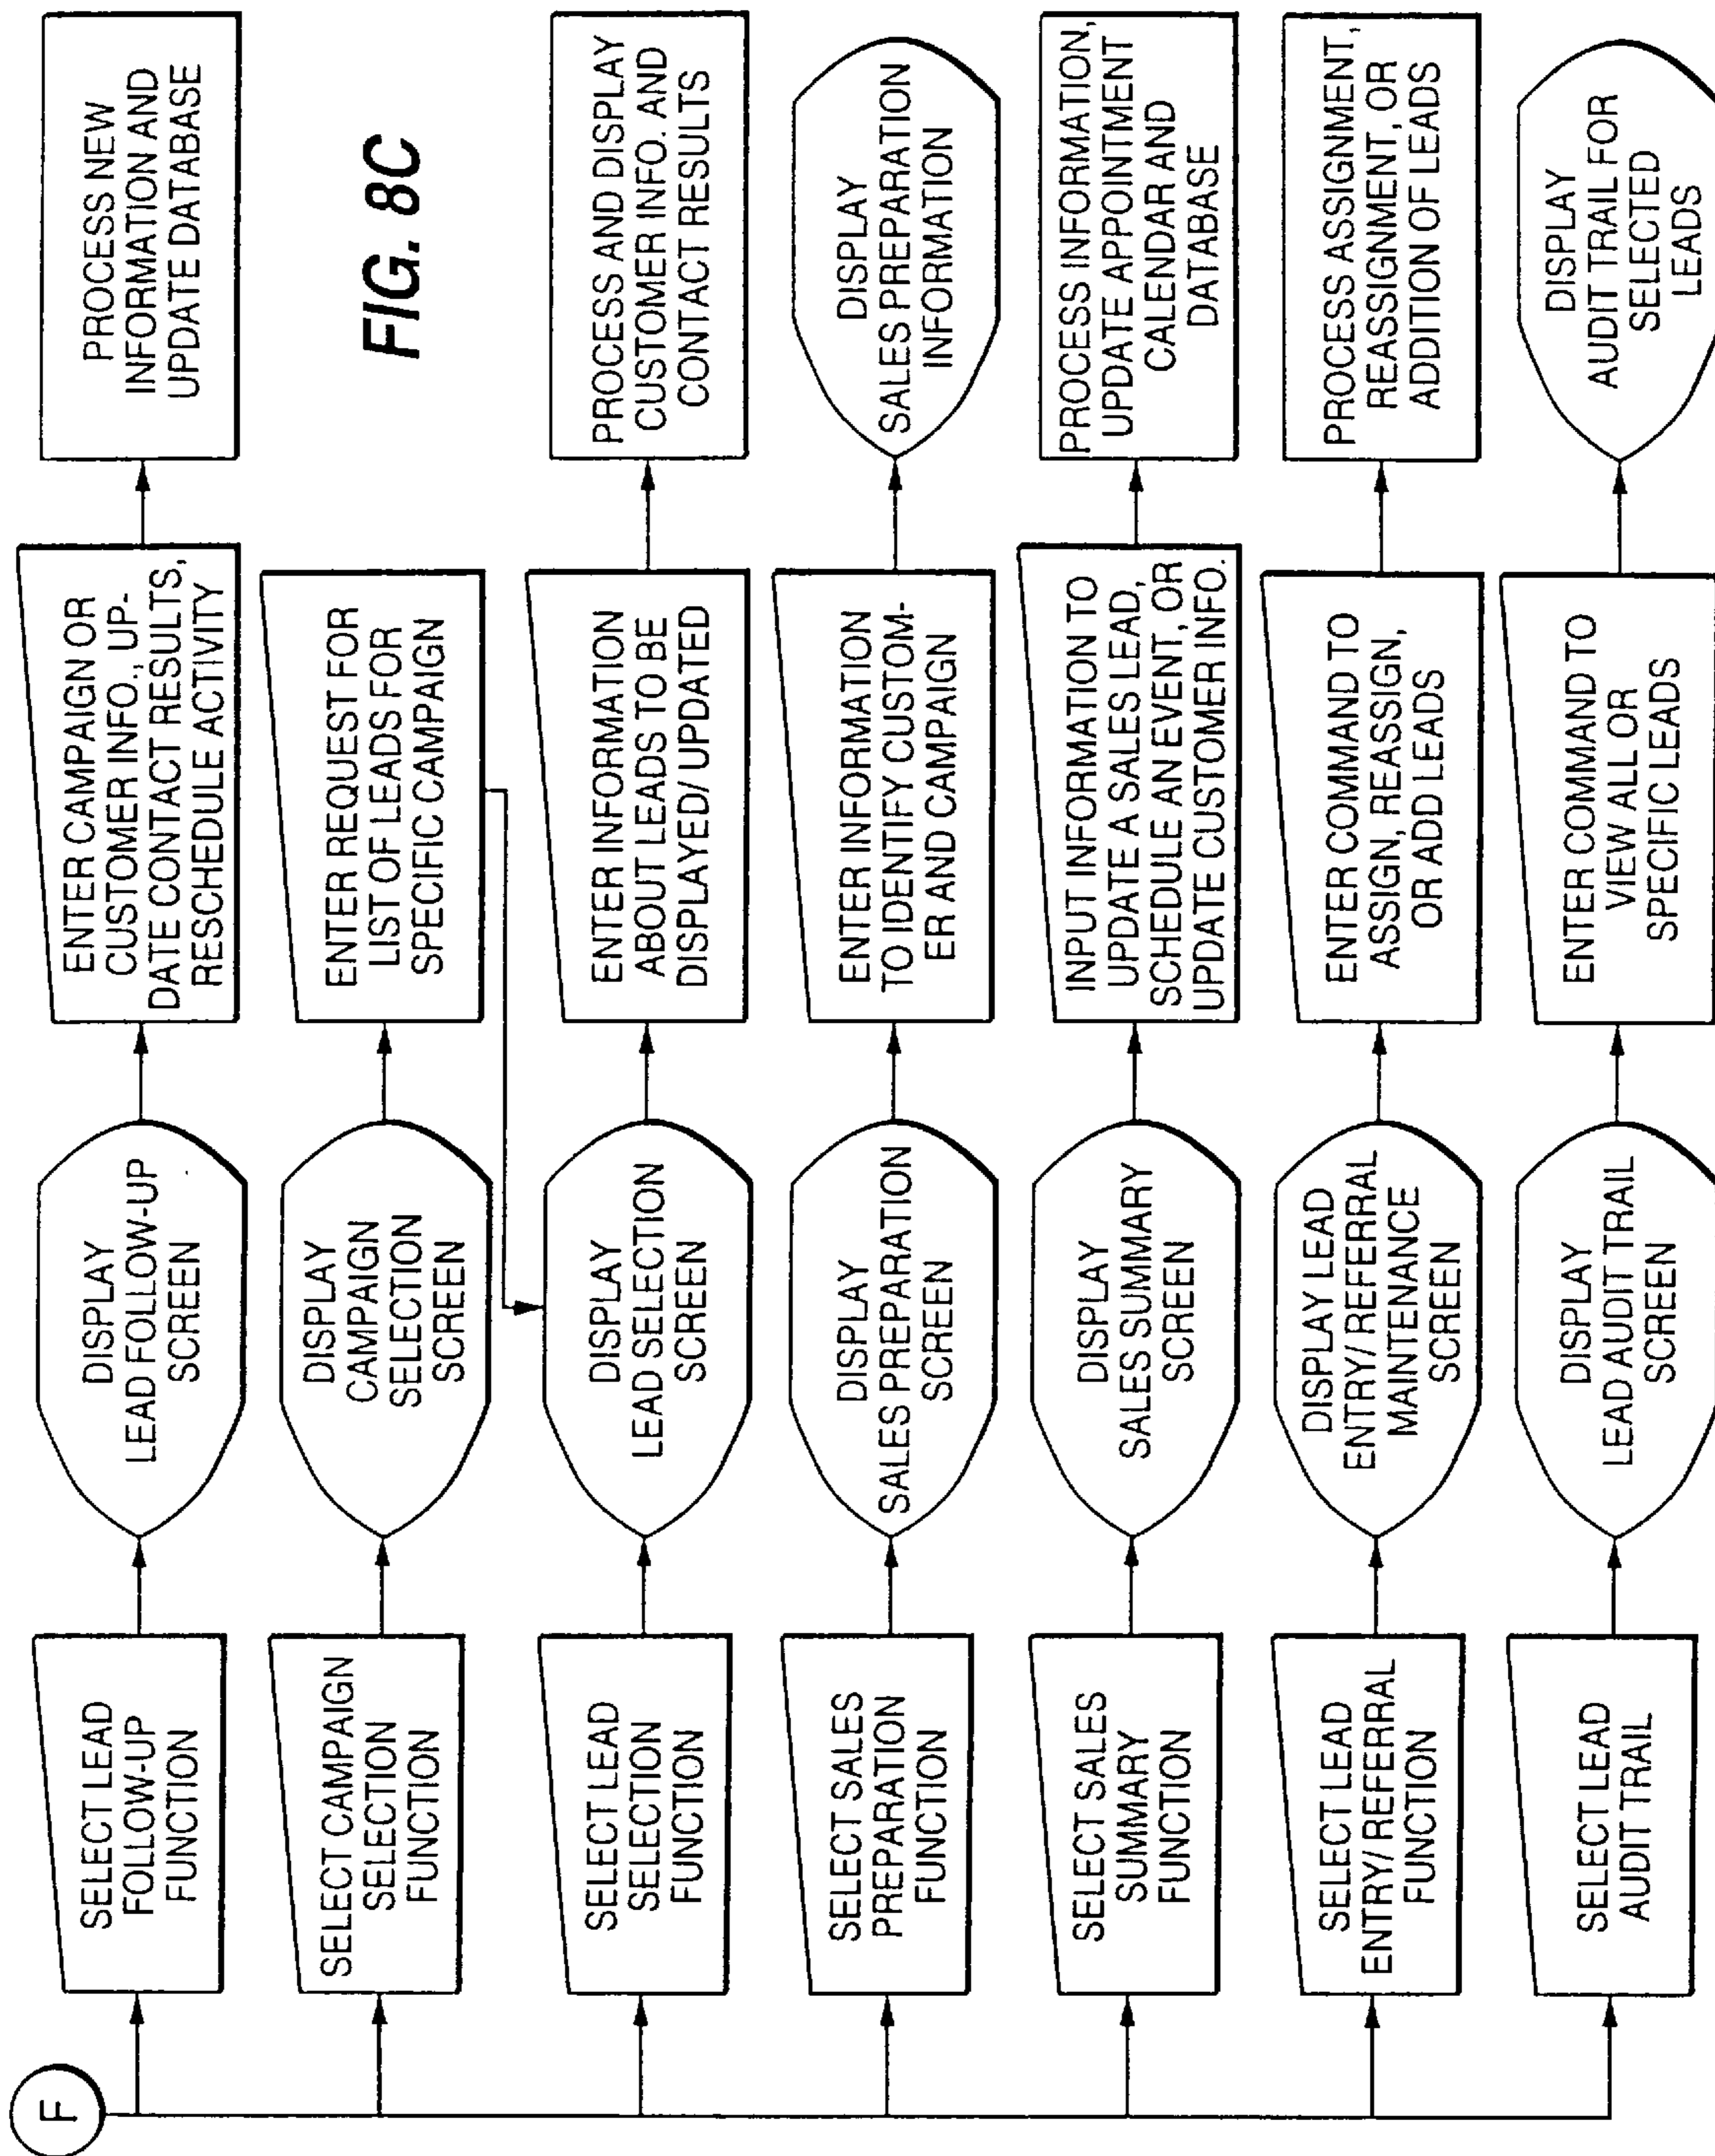 F
SELECT LEAD
FOLLOW-UP
FUNCTION
DISPLAY
LEAD FOLLOW-UP
SCREEN
ENTER CAMPAIGN OR
CUSTOMER INFO., UP-
DATE CONTACT RESULTS,
RESCHEDULE ACTIVITY
PROCESS NEW
INFORMATION AND
UPDATE DATABASE
SELECT CAMPAIGN
SELECTION
FUNCTION
DISPLAY
CAMPAIGN
SELECTION
SCREEN
ENTER REQUEST FOR
LIST OF LEADS FOR
SPECIFIC CAMPAIGN
FIG. 8C
SELECT LEAD
SELECTION
FUNCTION
DISPLAY
LEAD SELECTION
SCREEN
ENTER INFORMATION
ABOUT LEADS TO BE
DISPLAYED/ UPDATED
PROCESS AND DISPLAY
CUSTOMER INFO. AND
CONTACT RESULTS
SELECT SALES
PREPARATION
FUNCTION
DISPLAY
SALES PREPARATION
SCREEN
ENTER INFORMATION
TO IDENTIFY CUSTOM-
ER AND CAMPAIGN
DISPLAY
SALES PREPARATION
INFORMATION
SELECT SALES
SUMMARY
FUNCTION
DISPLAY
SALES SUMMARY
SCREEN
INPUT INFORMATION TO
UPDATE A SALES LEAD,
SCHEDULE AN EVENT, OR
UPDATE CUSTOMER INFO.
PROCESS INFORMATION,
UPDATE APPOINTMENT
CALENDAR AND
DATABASE
SELECT LEAD
ENTRY/ REFERRAL
FUNCTION
DISPLAY LEAD
ENTRY/ REFERRAL
MAINTENANCE
SCREEN
ENTER COMMAND TO
ASSIGN, REASSIGN,
OR ADD LEADS
PROCESS ASSIGNMENT,
REASSIGNMENT, OR
ADDITION OF LEADS
SELECT LEAD
AUDIT TRAIL
DISPLAY
LEAD AUDIT TRAIL
SCREEN
ENTER COMMAND TO
VIEW ALL OR
SPECIFIC LEADS
DISPLAY
AUDIT TRAIL FOR
SELECTED
LEADS